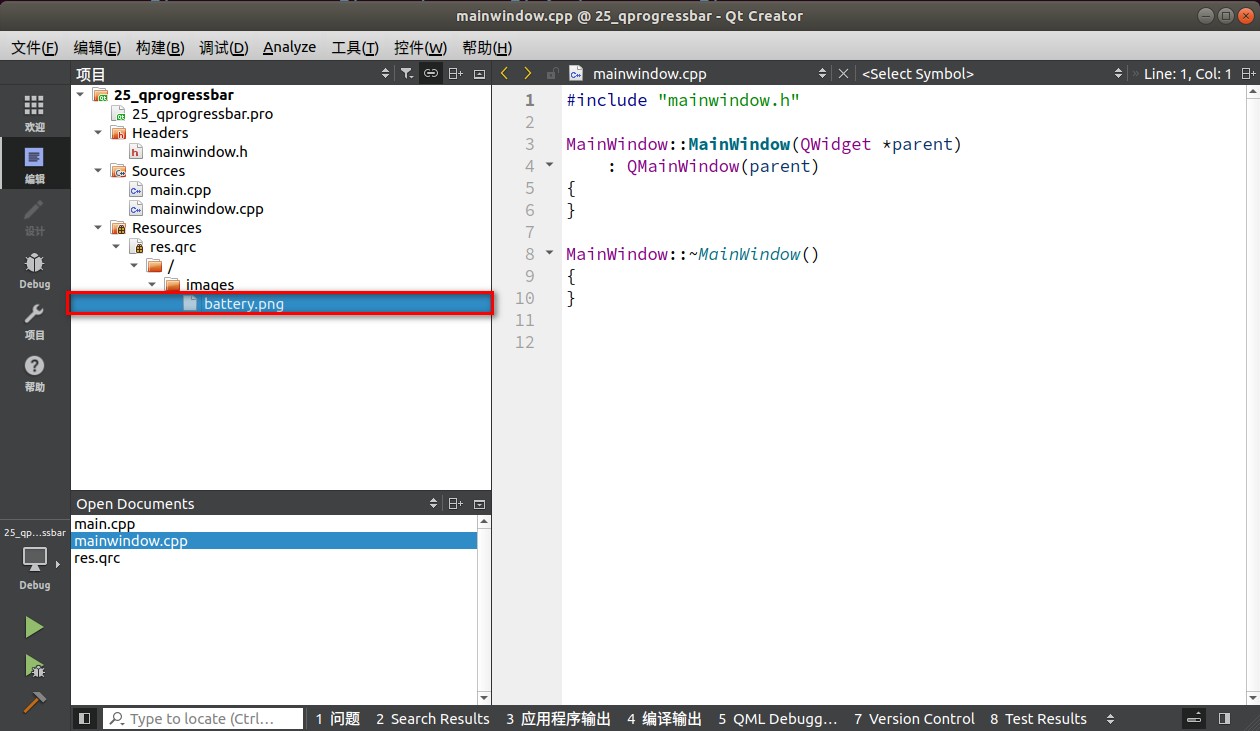 mainwindow.cpp @ 25_qprogressbar - Qt Creator
文件(F) 编辑(E) 构建(B) 调试(D) Analyze 工具(T) 控件(W) 帮助(H)
项目
mainwindow.cpp
<Select Symbol>
Line: 1, Col: 1
欢迎
编辑
设计
Debug
项目
帮助
25_qp...ssbar
Debug
25_qprogressbar
25_qprogressbar.pro
Headers
mainwindow.h
Sources
main.cpp
mainwindow.cpp
Resources
res.qrc
/
images
battery.png
Open Documents
main.cpp
mainwindow.cpp
res.qrc
1 #include "mainwindow.h"
2
3 MainWindow::MainWindow(QWidget *parent)
4     : QMainWindow(parent)
5 {
6 }
7
8 MainWindow::~MainWindow()
9 {
10 }
11
12
Type to locate (Ctrl...
1 问题 2 Search Results 3 应用程序输出 4 编译输出 5 QML Debugg... 7 Version Control 8 Test Results